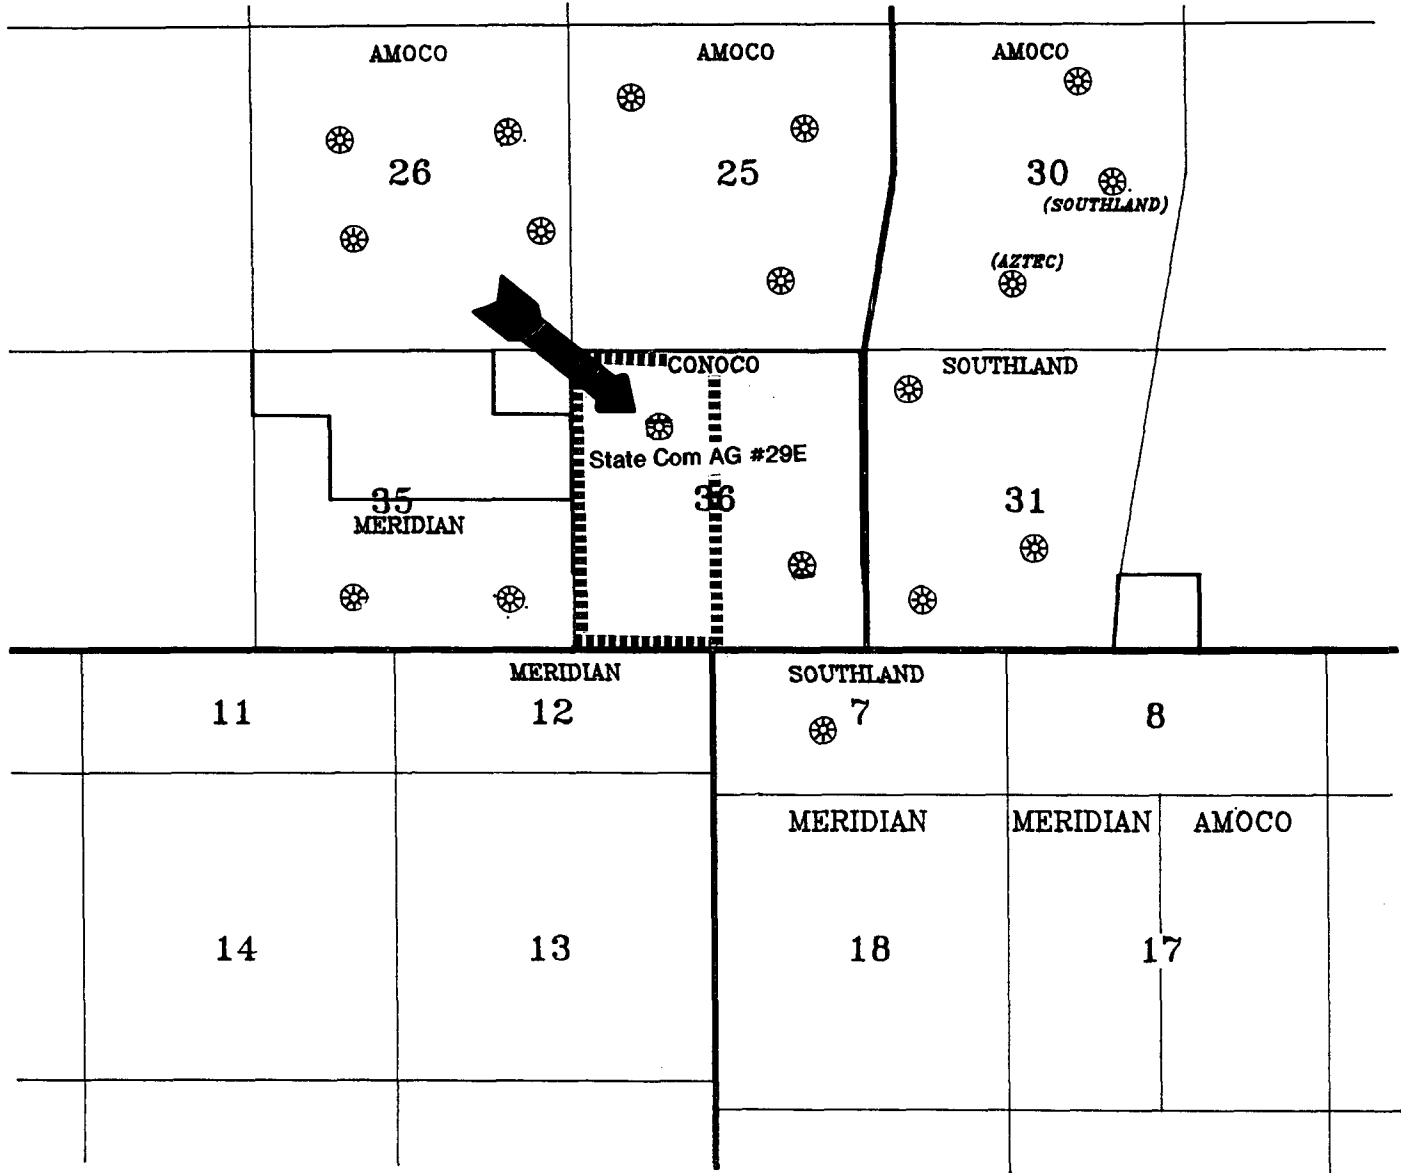 AMOCO
AMOCO
AMOCO
26
25
30
(SOUTHLAND)
(AZTEC)
CONOCO
SOUTHLAND
State Com AG #29E
35
36
31
MERIDIAN
MERIDIAN
SOUTHLAND
11
12
7
8
MERIDIAN
MERIDIAN
AMOCO
14
13
18
17